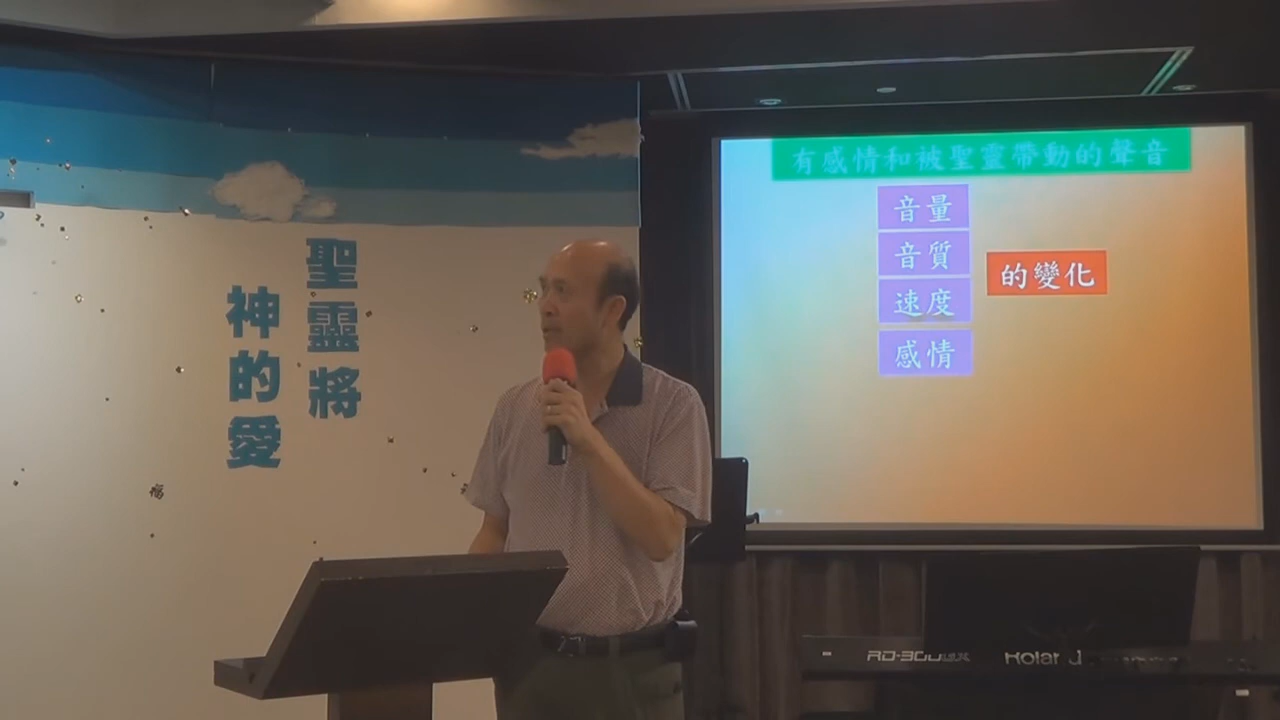 聖靈將
神的愛
有感情和被聖靈帶動的聲音
音量
音質
速度
感情
的變化
RD-300
Roland